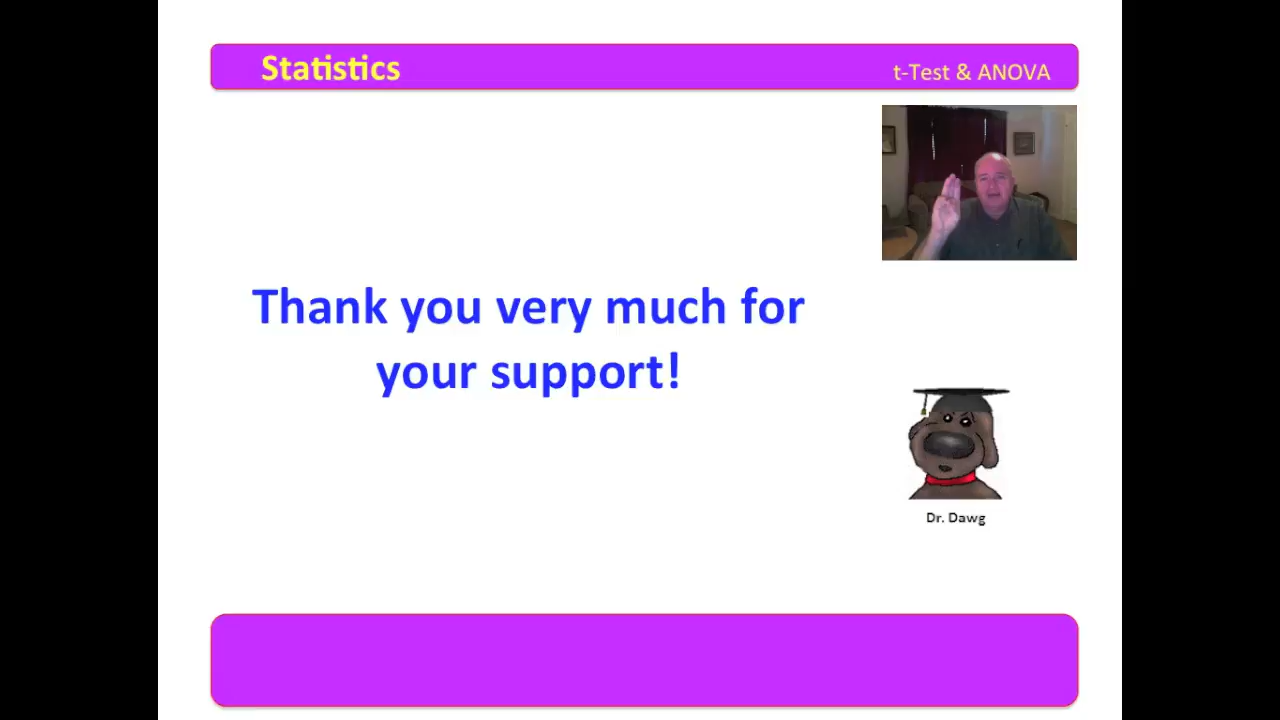 Statistics
t-Test & ANOVA
Thank you very much for
your support!
Dr. Dawg